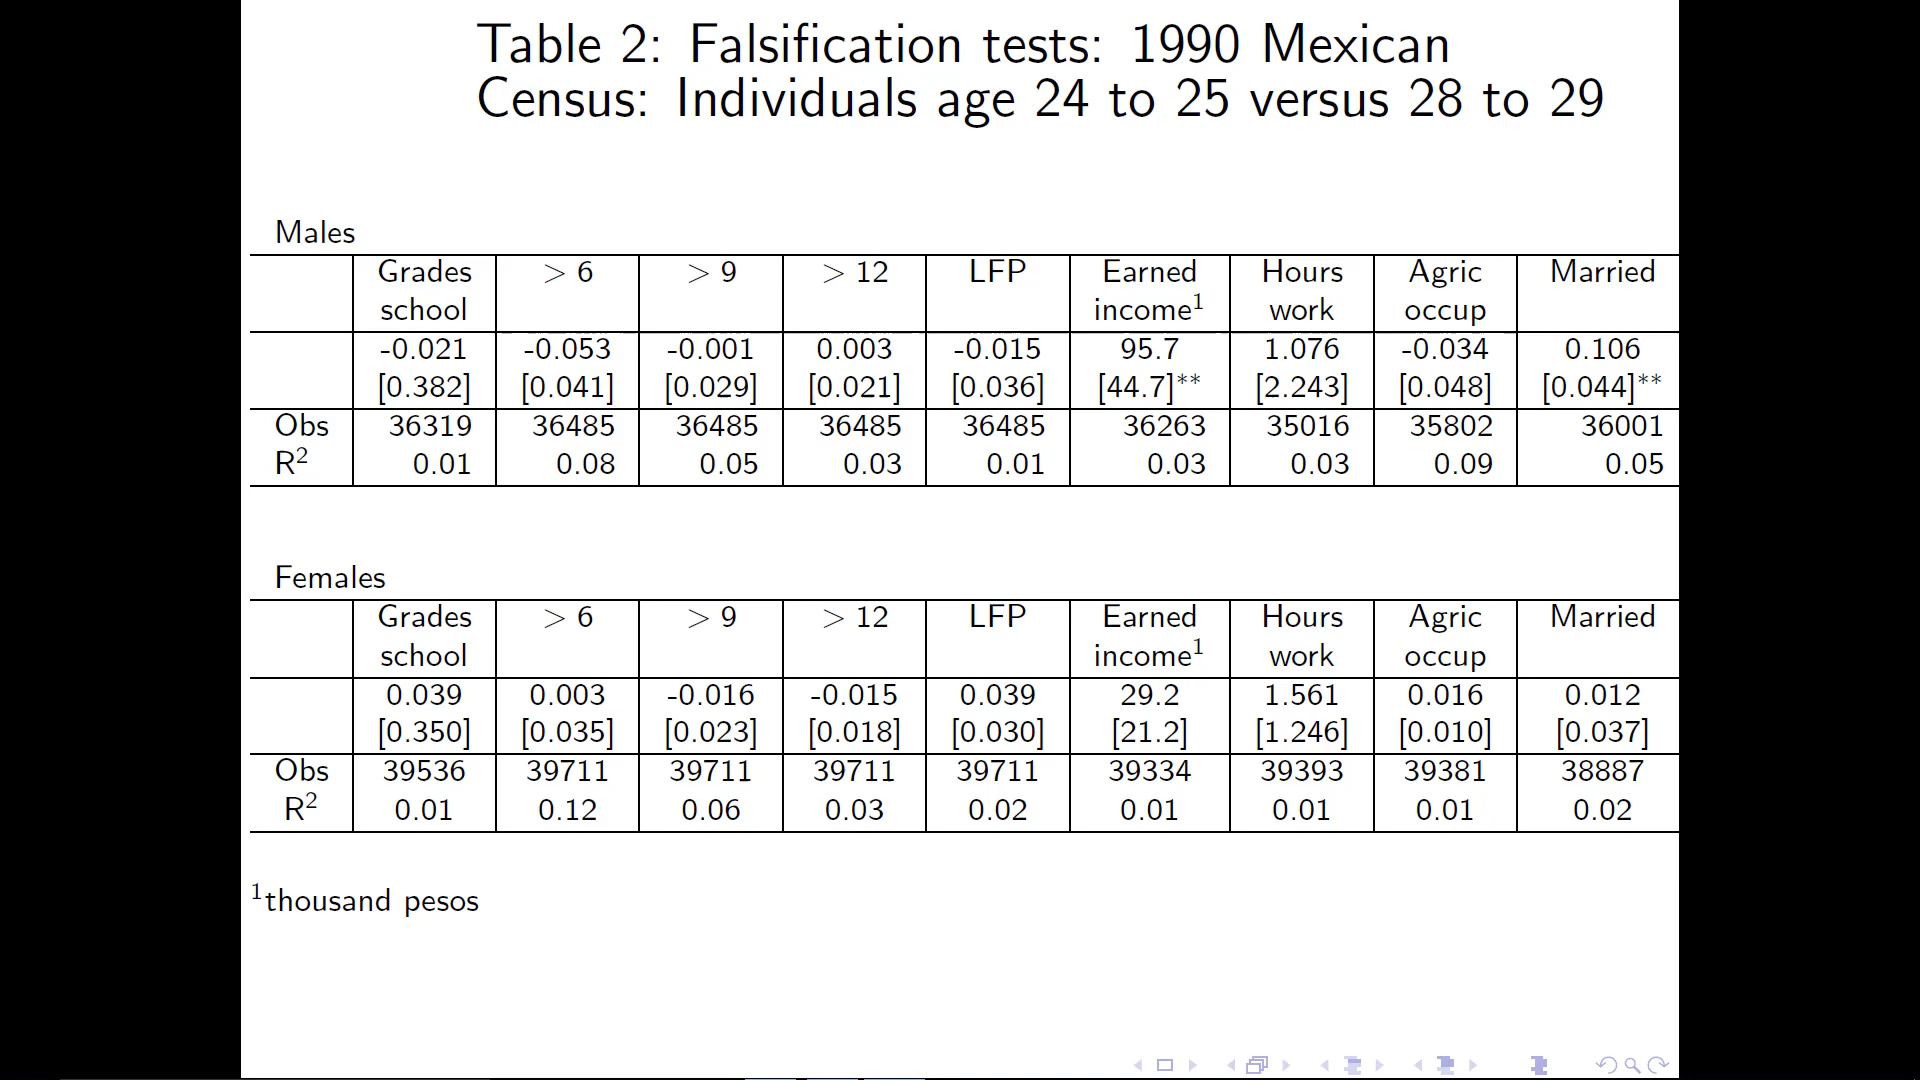 Table 2: Falsification tests: 1990 Mexican
Census: Individuals age 24 to 25 versus 28 to 29
Males
Grades > 6 > 9 > 12 LFP Earned Hours Agric Married
school income¹ work occup
-0.021 -0.053 -0.001 0.003 -0.015 95.7 1.076 -0.034 0.106
[0.382] [0.041] [0.029] [0.021] [0.036] [44.7]** [2.243] [0.048] [0.044]**
Obs 36319 36485 36485 36485 36485 36263 35016 35802 36001
R² 0.01 0.08 0.05 0.03 0.01 0.03 0.03 0.09 0.05
Females
Grades > 6 > 9 > 12 LFP Earned Hours Agric Married
school income¹ work occup
0.039 0.003 -0.016 -0.015 0.039 29.2 1.561 0.016 0.012
[0.350] [0.035] [0.023] [0.018] [0.030] [21.2] [1.246] [0.010] [0.037]
Obs 39536 39711 39711 39711 39711 39334 39393 39381 38887
R² 0.01 0.12 0.06 0.03 0.02 0.01 0.01 0.01 0.02
¹thousand pesos